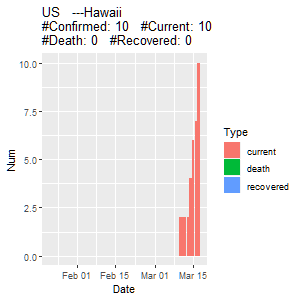 US   ---Hawaii
#Confirmed: 10   #Current: 10
#Death: 0   #Recovered: 0
10.0
7.5
5.0
2.5
0.0
Num
Feb 01   Feb 15   Mar 01   Mar 15
Date
Type
current
death
recovered